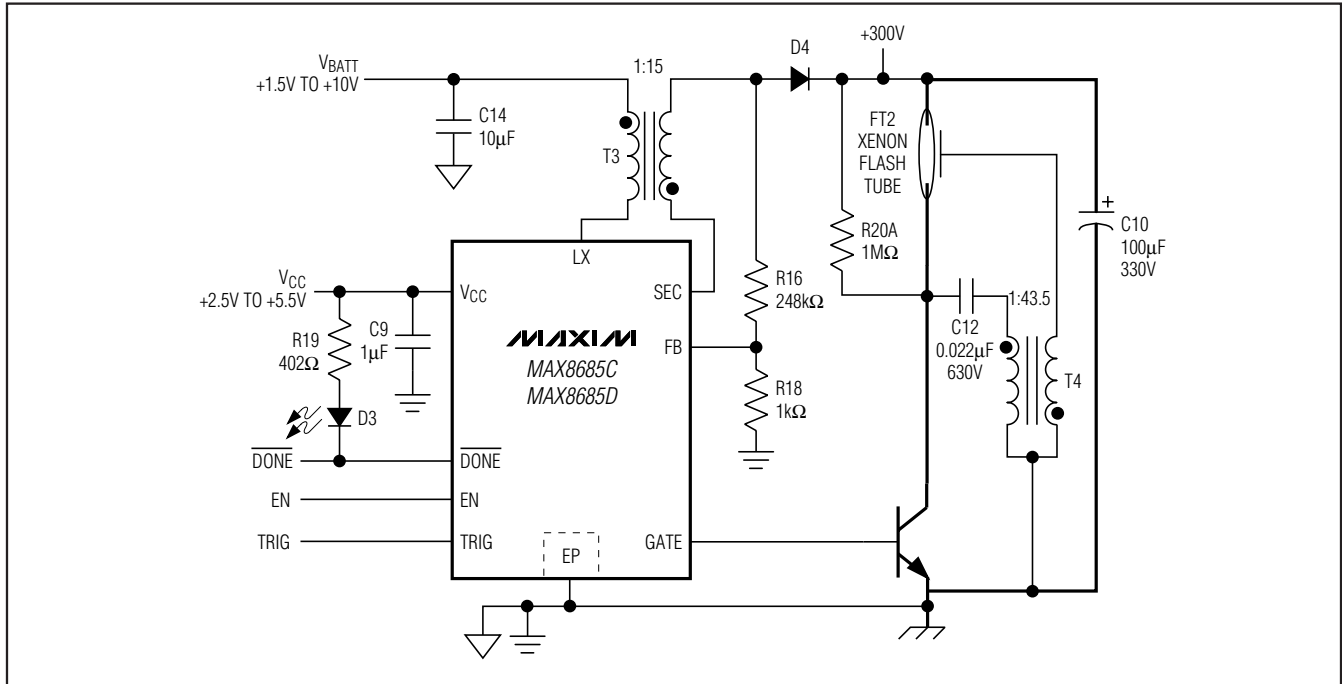 +300V
D4
1:15
VBATT
+1.5V TO +10V
C14
10µF
T3
FT2
XENON
FLASH
TUBE
+
C10
100µF
330V
R20A
1MΩ
LX
VCC
+2.5V TO +5.5V
VCC
SEC
R16
248kΩ
1:43.5
C12
0.022µF
630V
T4
R19
402Ω
C9
1µF
MAXIM
MAX8685C
MAX8685D
FB
R18
1kΩ
D3
DONE
DONE
EN
EN
TRIG
TRIG
EP
GATE